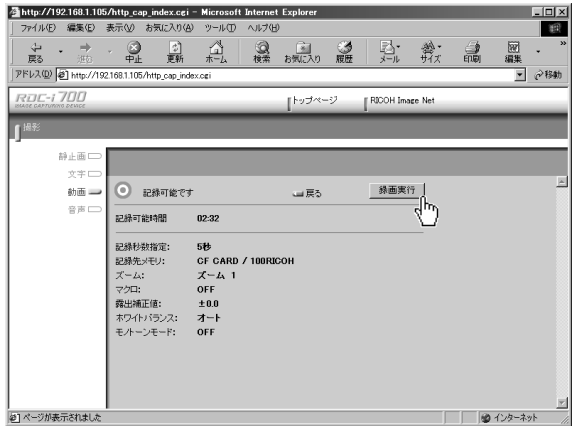 http://192.168.1.105/http_cap_index.cgi - Microsoft Internet Explorer
ファイル(F) 編集(E) 表示(V) お気に入り(A) ツール(T) ヘルプ(H)
戻る 進む 中止 更新 ホーム 検索 お気に入り 履歴 メール サイズ 印刷 編集
アドレス(D) http://192.168.1.105/http_cap_index.cgi 移動
RDC-i700
IMAGE CAPTURING DEVICE
トップページ RICOH Image Net
撮影
静止画
文字
動画
音声
記録可能です 戻る 録画実行
記録可能時間 02:32
記録秒数指定: 5秒
記録先メモリ: CF CARD / 100RICOH
ズーム: ズーム 1
マクロ: OFF
露出補正値: ±0.0
ホワイトバランス: オート
モノトーンモード: OFF
ページが表示されました インターネット